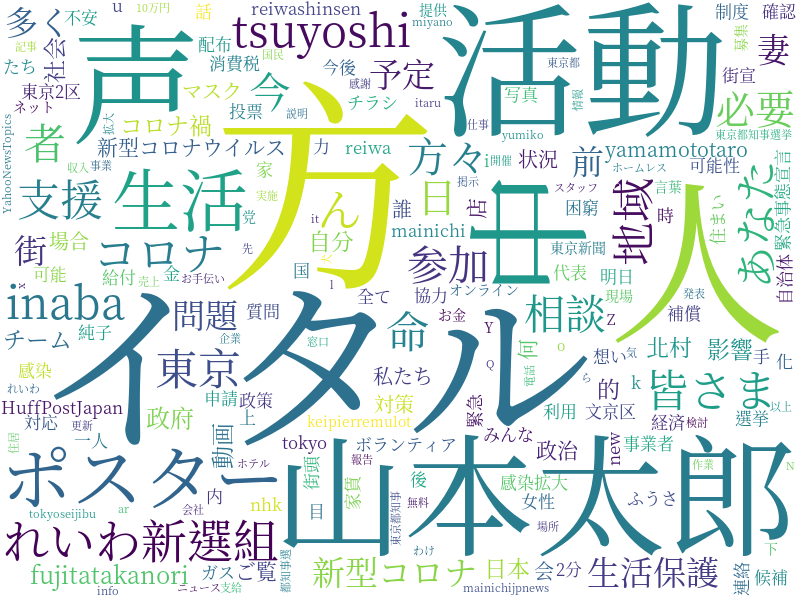 多く
u
話
10万円
miyano
提供
制度
確認
不安
tsuyoshi
reiwashinsen
活動
募集
妻
たち
社会
声
配布
消費税
今
今後
東京都
街宣
東京2区
マスク
予定
感謝
国民
情報
必要
記事
ネット
拡大
投票
チラシ
説明
写真
東京都知事選挙
YahooNewsTopics
者
コロナ禍
方
itaru
仕事
yumiko
新型コロナウイルス
力
reiwa
方々
i
開催
状況
前
yamamototaro
可能性
収入
事業
家
掲示
スタッフ
ホームレス
言葉
あなた
緊急事態宣言
支援
生活
実施
日
誰
店
困窮
地域
時
住まい
党
it
ん
mainichi
人
街
場合
コロナ
先
自分
東京新聞
自治体
可能
給付
金
売上
国
犬
参加
代表
明日
現場
発表
x
お手伝い
l
全て
協力
オンライン
相談
補償
inaba
イタル
問題
質問
命
お金
Y
Z
チーム
純子
企業
窓口
何
o
想い
気
北村
影響
手
化
感染
東京
私たち
Q
電話
ら
的
k
皆さま
れいわ
HuffPostJapan
政府
申請
政策
対策
緊急
利用
文京区
経済
検討
選挙
以上
対応
更新
上
keipierremulot
一人
動画
tokyo
ボランティア
みんな
政治
new
事業者
住居
ポスター
ホテル
山本太郎
街頭
報告
家賃
後
無料
感染拡大
作業
N
tokyoseijibu
ar
内
nhk
目
東京都知事
女性
場所
ふうさ
会社
れいわ新選組
都知事選
わけ
下
fujitatakanori
ガス
ご覧
新型コロナ
日本
会
2分
生活保護
連絡
候補
info
ニュース
支給
mainichijpnews